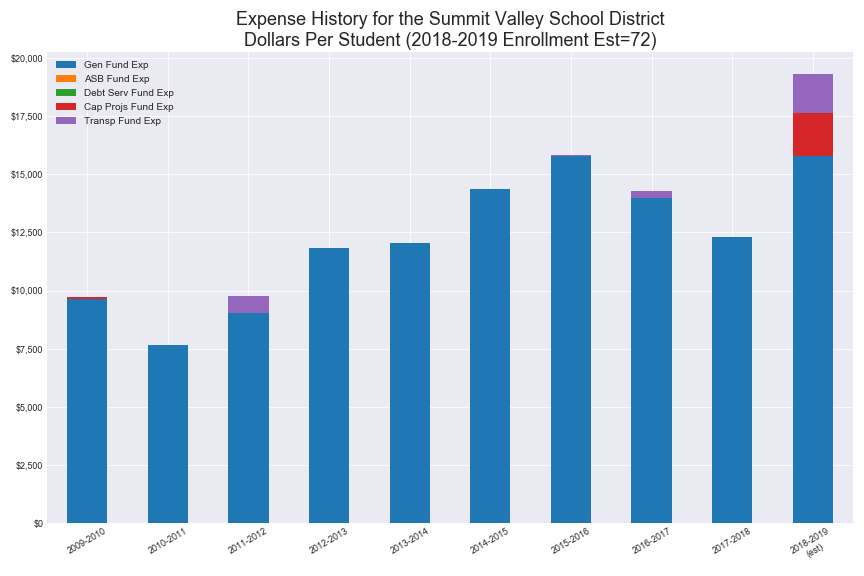 Expense History for the Summit Valley School District
Dollars Per Student (2018-2019 Enrollment Est=72)
Gen Fund Exp
ASB Fund Exp
Debt Serv Fund Exp
Cap Projs Fund Exp
Transp Fund Exp
$20,000
$17,500
$15,000
$12,500
$10,000
$7,500
$5,000
$2,500
$0
2009-2010
2010-2011
2011-2012
2012-2013
2013-2014
2014-2015
2015-2016
2016-2017
2017-2018
2018-2019
(est)